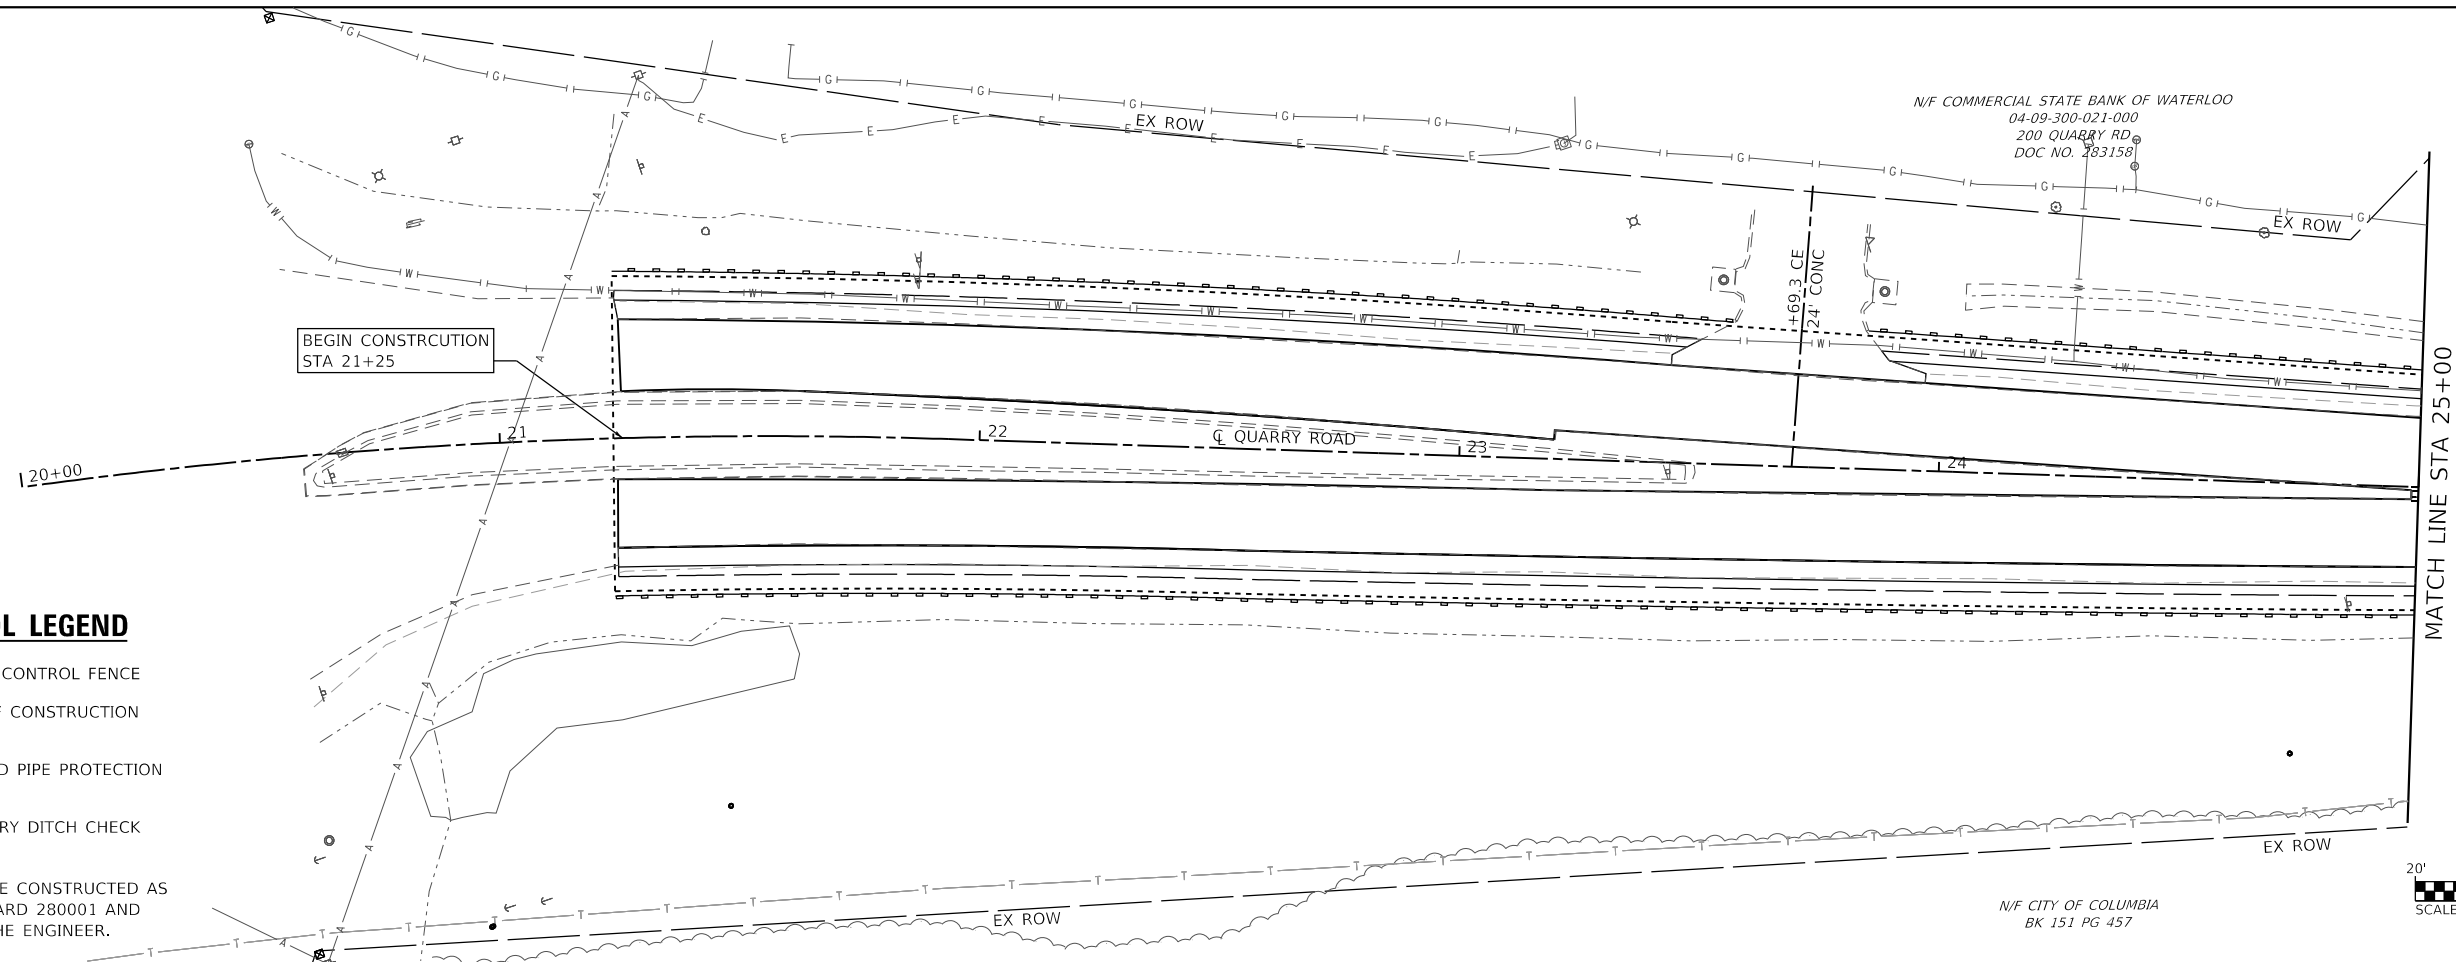 EX ROW
N/F COMMERCIAL STATE BANK OF WATERLOO
04-09-300-021-000
200 QUARRY RD
DOC NO. 283158
EX ROW
+69.3 CE
24' CONC
BEGIN CONSTRCUTION
STA 21+25
20+00
21
22
℄ QUARRY ROAD
23
24
MATCH LINE STA 25+00
L LEGEND
CONTROL FENCE
CONSTRUCTION
PIPE PROTECTION
RY DITCH CHECK
E CONSTRUCTED AS
ARD 280001 AND
HE ENGINEER.
EX ROW
EX ROW
N/F CITY OF COLUMBIA
BK 151 PG 457
20'
SCALE
G G G G G G G G G G G G G G
E E E E E E E E E E
W W W W W W W W W W W W W W
A A A A A A A A A A A
T T T T T T T T T T T T T T T T T T T T T T T T T T T